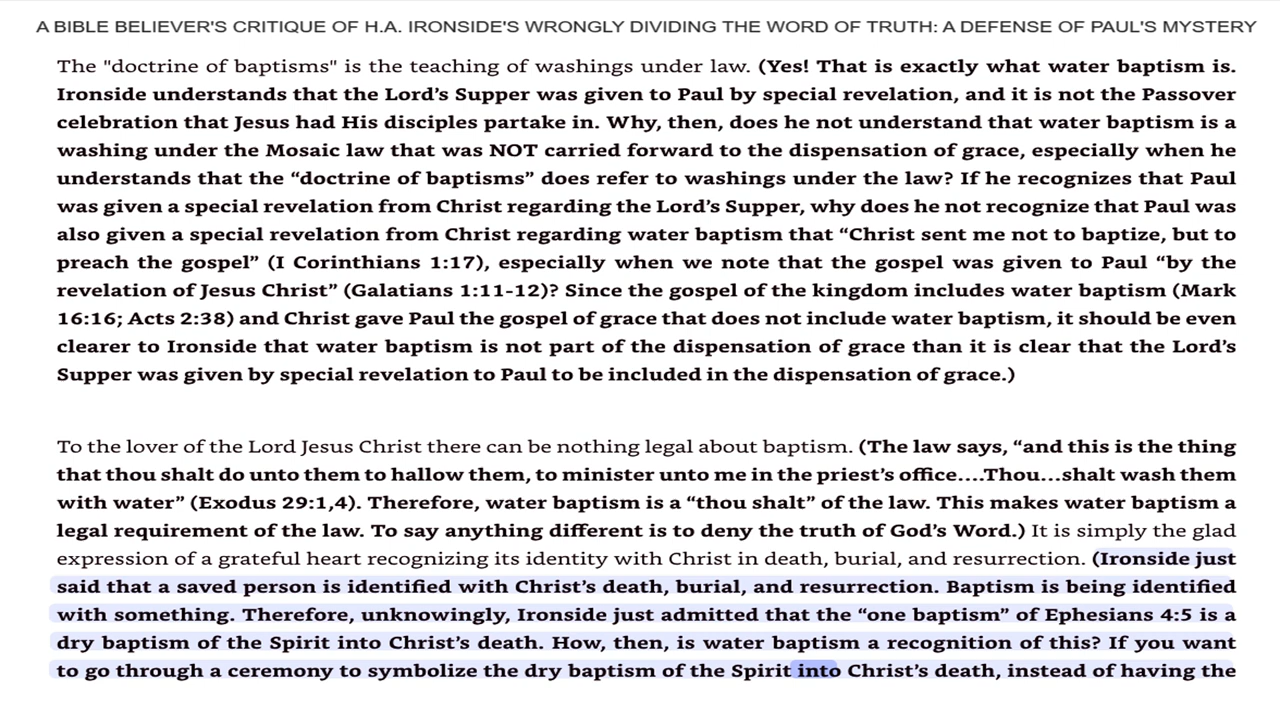 A BIBLE BELIEVER'S CRITIQUE OF H.A. IRONSIDE'S WRONGLY DIVIDING THE WORD OF TRUTH: A DEFENSE OF PAUL'S MYSTERY
The "doctrine of baptisms" is the teaching of washings under law. (Yes! That is exactly what water baptism is.
Ironside understands that the Lord’s Supper was given to Paul by special revelation, and it is not the Passover
celebration that Jesus had His disciples partake in. Why, then, does he not understand that water baptism is a
washing under the Mosaic law that was NOT carried forward to the dispensation of grace, especially when he
understands that the “doctrine of baptisms” does refer to washings under the law? If he recognizes that Paul
was given a special revelation from Christ regarding the Lord’s Supper, why does he not recognize that Paul was
also given a special revelation from Christ regarding water baptism that “Christ sent me not to baptize, but to
preach the gospel” (I Corinthians 1:17), especially when we note that the gospel was given to Paul “by the
revelation of Jesus Christ” (Galatians 1:11-12)? Since the gospel of the kingdom includes water baptism (Mark
16:16; Acts 2:38) and Christ gave Paul the gospel of grace that does not include water baptism, it should be even
clearer to Ironside that water baptism is not part of the dispensation of grace than it is clear that the Lord’s
Supper was given by special revelation to Paul to be included in the dispensation of grace.)
To the lover of the Lord Jesus Christ there can be nothing legal about baptism. (The law says, “and this is the thing
that thou shalt do unto them to hallow them, to minister unto me in the priest’s office….Thou…shalt wash them
with water” (Exodus 29:1,4). Therefore, water baptism is a “thou shalt” of the law. This makes water baptism a
legal requirement of the law. To say anything different is to deny the truth of God’s Word.) It is simply the glad
expression of a grateful heart recognizing its identity with Christ in death, burial, and resurrection. (Ironside just
said that a saved person is identified with Christ’s death, burial, and resurrection. Baptism is being identified
with something. Therefore, unknowingly, Ironside just admitted that the “one baptism” of Ephesians 4:5 is a
dry baptism of the Spirit into Christ’s death. How, then, is water baptism a recognition of this? If you want
to go through a ceremony to symbolize the dry baptism of the Spirit into Christ’s death, instead of having the